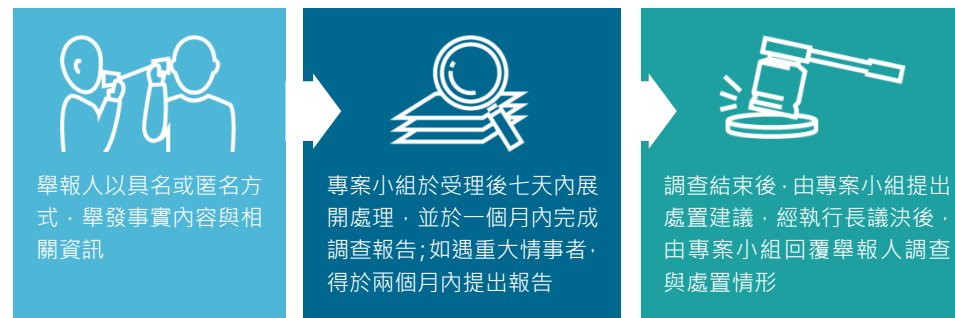 舉報人以具名或匿名方
式，舉發事實內容與相
關資訊
專案小組於受理後七天內展
開處理，並於一個月內完成
調查報告;如遇重大情事者，
得於兩個月內提出報告
調查結束後，由專案小組提出
處置建議，經執行長議決後，
由專案小組回覆舉報人調查
與處置情形